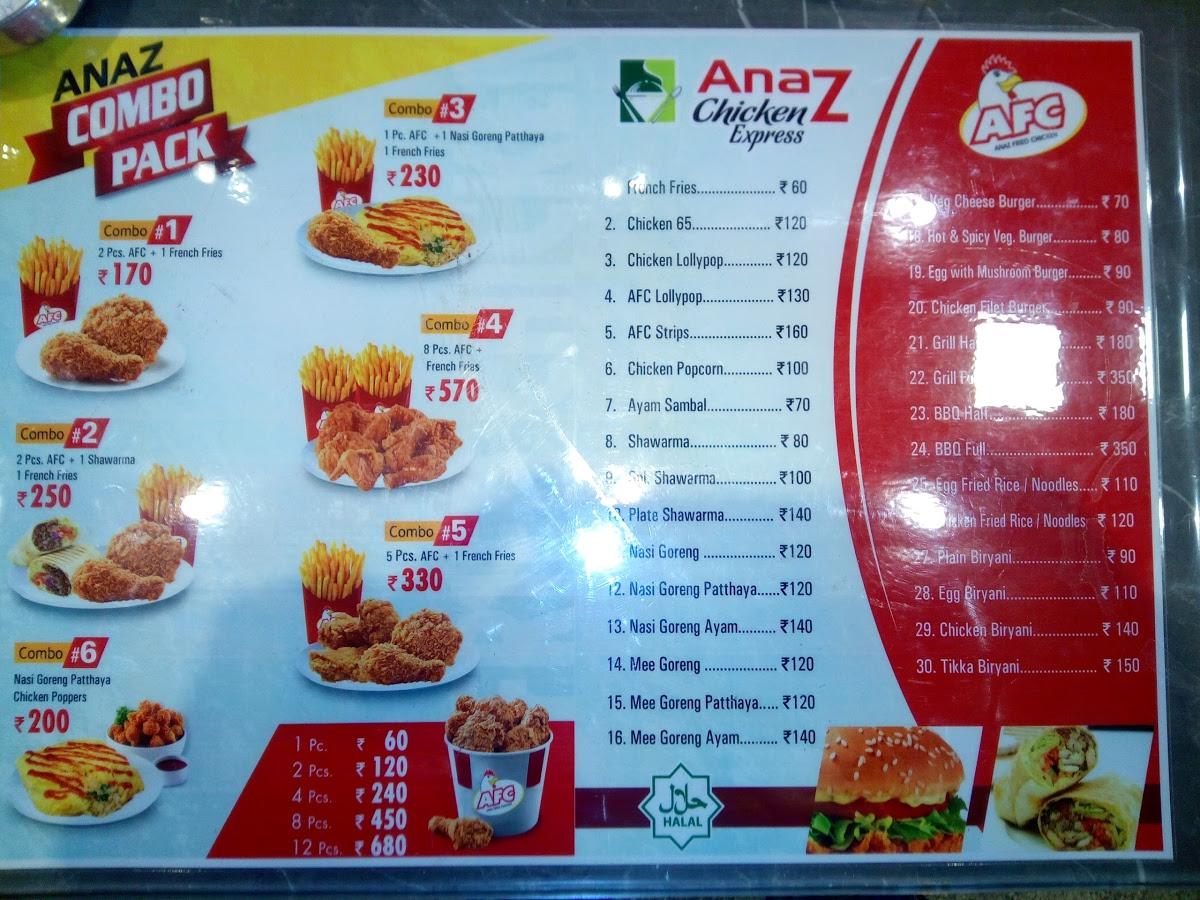 ANAZ
COMBO
PACK
Combo #1
2 Pcs. AFC + 1 French Fries
₹ 170
AFC
Combo #2
2 Pcs. AFC + 1 Shawarma
1 French Fries
₹ 250
Combo #6
Nasi Goreng Patthaya
Chicken Poppers
₹ 200
Combo #3
1 Pc. AFC + 1 Nasi Goreng Patthaya
1 French Fries
₹ 230
AFC
Combo #4
8 Pcs. AFC +
French Fries
₹ 570
Combo #5
5 Pcs. AFC + 1 French Fries
₹ 330
1 Pc. ₹ 60
2 Pcs. ₹ 120
4 Pcs. ₹ 240
8 Pcs. ₹ 450
12 Pcs. ₹ 680
AFC
AnaZ
Chicken
Express
French Fries...................... ₹ 60
2. Chicken 65....................... ₹120
3. Chicken Lollypop............. ₹120
4. AFC Lollypop.................... ₹130
5. AFC Strips........................ ₹160
6. Chicken Popcorn.............. ₹100
7. Ayam Sambal..................... ₹70
8. Shawarma........................ ₹ 80
9. Spl. Shawarma................. ₹100
Plate Shawarma.............. ₹140
Nasi Goreng .................... ₹120
12. Nasi Goreng Patthaya...... ₹120
13. Nasi Goreng Ayam.......... ₹140
14. Mee Goreng .................... ₹120
15. Mee Goreng Patthaya..... ₹120
16. Mee Goreng Ayam.......... ₹140
حلال
HALAL
AFC
ANAZ FRIED CHICKEN
Veg Cheese Burger................ ₹ 70
18. Hot & Spicy Veg. Burger........... ₹ 80
19. Egg with Mushroom Burger......... ₹ 90
20. Chicken Filet Burger.............. ₹ 90
21. Grill ₹ 180
22. Grill ₹ 350
23. BBQ Half........................... ₹ 180
24. BBQ Full............................ ₹ 350
25. Egg Fried Rice / Noodles..... ₹ 110
Chicken Fried Rice / Noodles ₹ 120
27. Plain Biryani........................ ₹ 90
28. Egg Biryani.......................... ₹ 110
29. Chicken Biryani................. ₹ 140
30. Tikka Biryani..................... ₹ 150